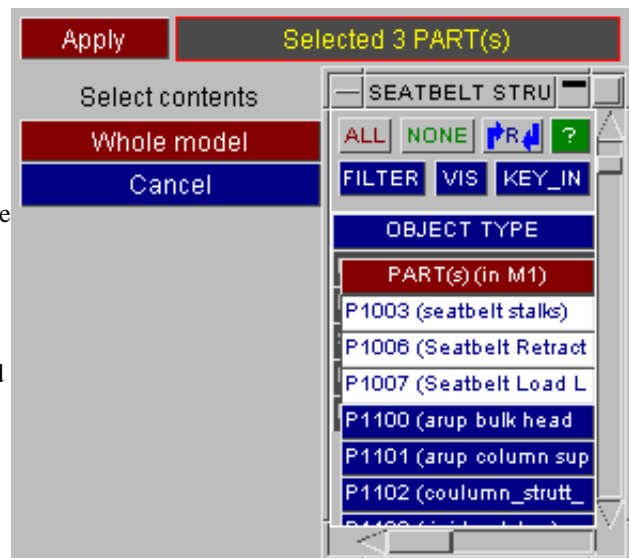 Apply
Selected 3 PART(s)
Select contents
Whole model
Cancel
e
d
SEATBELT STRU
ALL NONE R ?
FILTER VIS KEY_IN
OBJECT TYPE
PART(s) (in M1)
P1003 (seatbelt stalks)
P1006 (Seatbelt Retract
P1007 (Seatbelt Load L
P1100 (arup bulk head
P1101 (arup column sup
P1102 (coulumn_strutt_